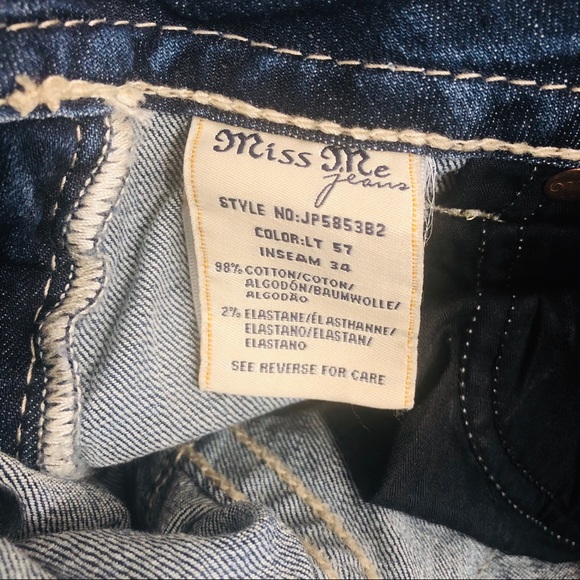 Miss Me
Jeans
STYLE NO:JP5853B2
COLOR:LT 57
INSEAM 34
98% COTTON/COTON/
ALGODÓN/BAUMWOLLE/
ALGODÃO
2% ELASTANE/ÉLASTHANNE/
ELASTANO/ELASTAN/
ELASTANO
SEE REVERSE FOR CARE